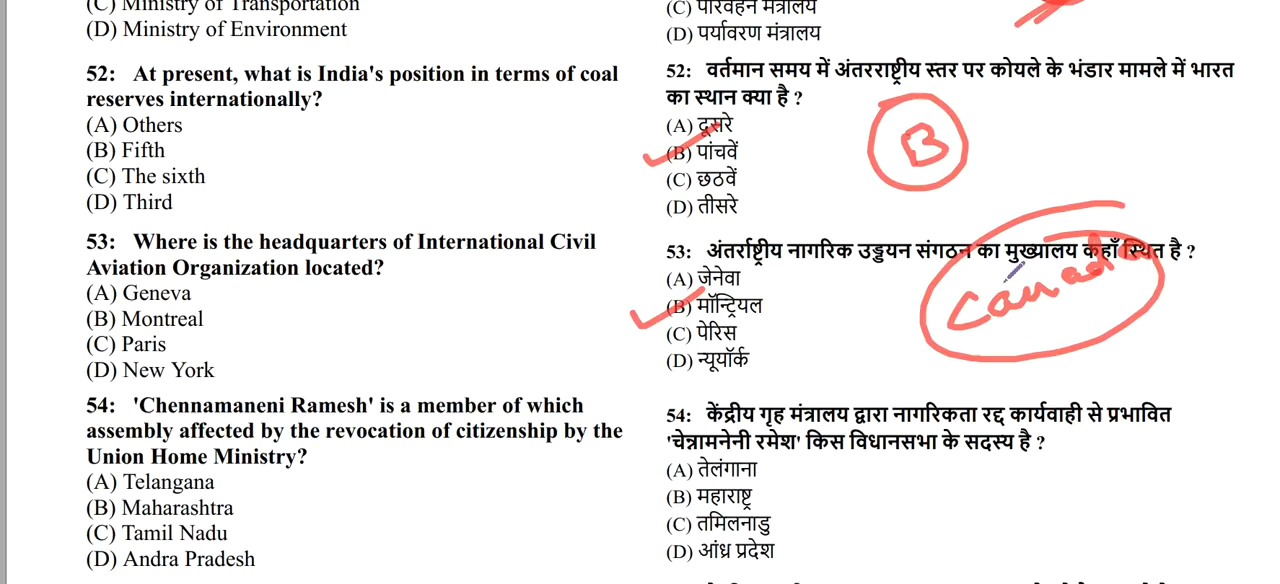 (C) Ministry of Transportation
(D) Ministry of Environment
52: At present, what is India's position in terms of coal
reserves internationally?
(A) Others
(B) Fifth
(C) The sixth
(D) Third
53: Where is the headquarters of International Civil
Aviation Organization located?
(A) Geneva
(B) Montreal
(C) Paris
(D) New York
54: 'Chennamaneni Ramesh' is a member of which
assembly affected by the revocation of citizenship by the
Union Home Ministry?
(A) Telangana
(B) Maharashtra
(C) Tamil Nadu
(D) Andra Pradesh
(C) परिवहन मंत्रालय
(D) पर्यावरण मंत्रालय
52: वर्तमान समय में अंतरराष्ट्रीय स्तर पर कोयले के भंडार मामले में भारत
का स्थान क्या है ?
(A) दूसरे
(B) पांचवें
(C) छठवें
(D) तीसरे
B
53: अंतर्राष्ट्रीय नागरिक उड्डयन संगठन का मुख्यालय कहाँ स्थित है ?
(A) जेनेवा
(B) मॉन्ट्रियल
(C) पेरिस
(D) न्यूयॉर्क
Canada
54: केंद्रीय गृह मंत्रालय द्वारा नागरिकता रद्द कार्यवाही से प्रभावित
'चेन्नामनेनी रमेश' किस विधानसभा के सदस्य है ?
(A) तेलंगाना
(B) महाराष्ट्र
(C) तमिलनाडु
(D) आंध्र प्रदेश